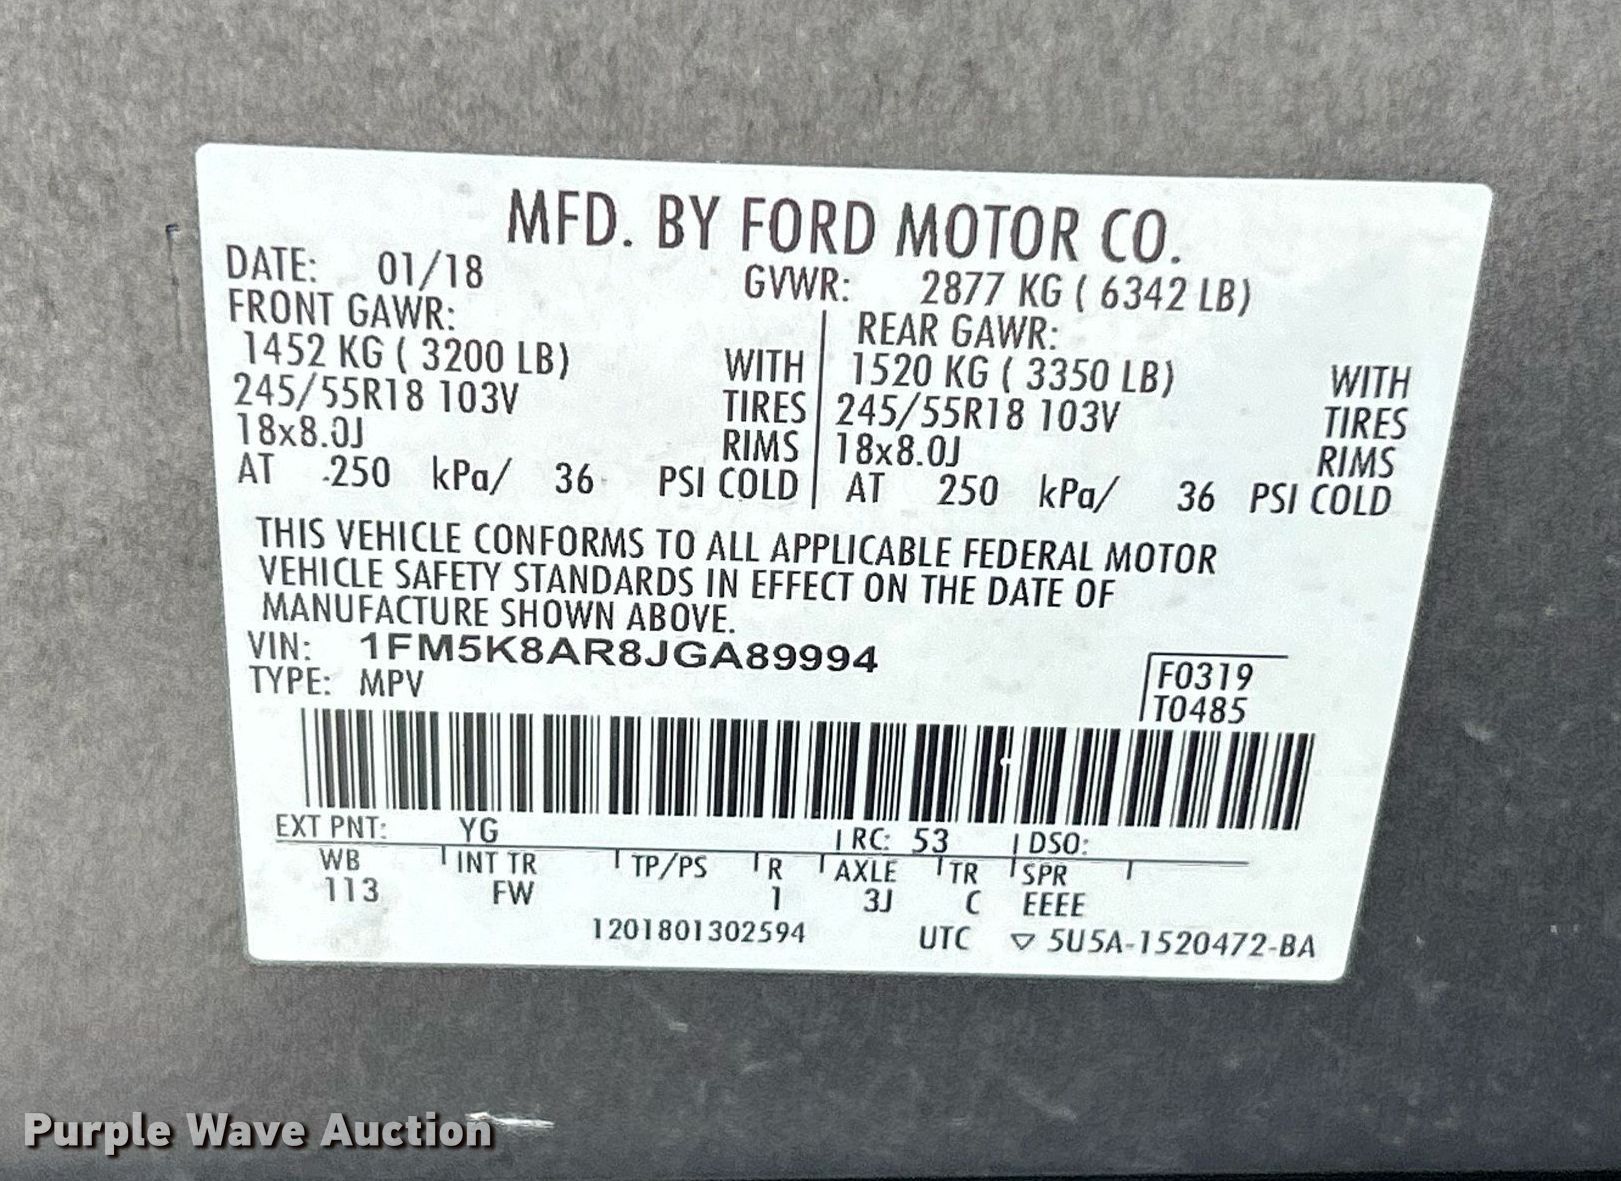 MFD. BY FORD MOTOR CO.
DATE: 01/18 GVWR: 2877 KG ( 6342 LB)
FRONT GAWR: REAR GAWR:
1452 KG ( 3200 LB) WITH 1520 KG ( 3350 LB) WITH
245/55R18 103V TIRES 245/55R18 103V TIRES
18x8.0J RIMS 18x8.0J RIMS
AT 250 kPa/ 36 PSI COLD AT 250 kPa/ 36 PSI COLD
THIS VEHICLE CONFORMS TO ALL APPLICABLE FEDERAL MOTOR
VEHICLE SAFETY STANDARDS IN EFFECT ON THE DATE OF
MANUFACTURE SHOWN ABOVE.
VIN: 1FM5K8AR8JGA89994
TYPE: MPV
F0319
T0485
EXT PNT: YG RC: 53 DSO:
WB INT TR TP/PS R AXLE TR SPR
113 FW 1 3J C EEEE
1201801302594 UTC ▽ 5U5A-1520472-BA
Purple Wave Auction